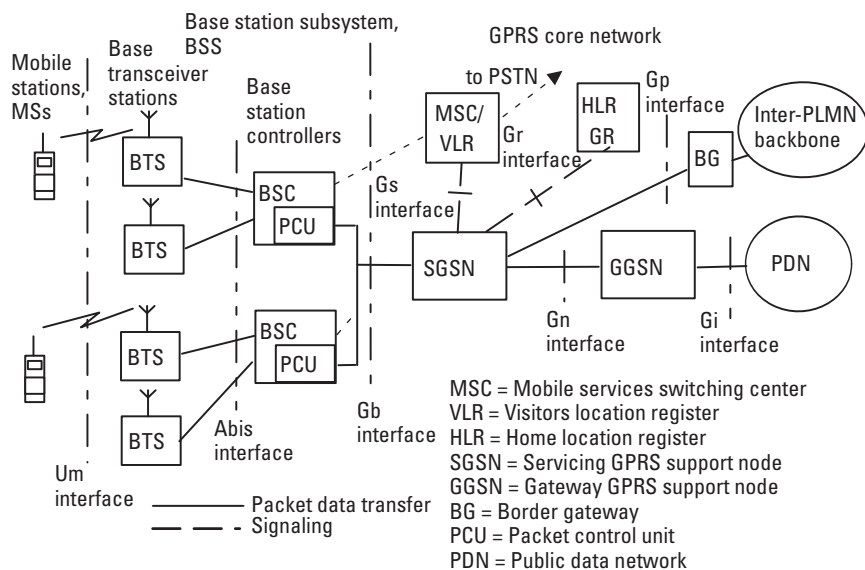 Base station subsystem,
BSS
GPRS core network
Mobile
stations,
MSs
Base
transceiver
stations
Base
station
controllers
to PSTN
Gp
interface
MSC/
VLR
HLR
GR
Gr
interface
Inter-PLMN
backbone
BG
BTS
BSC
PCU
Gs
interface
BTS
SGSN
GGSN
PDN
Gn
interface
Gi
interface
BTS
BSC
PCU
BTS
Abis
interface
Gb
interface
Um
interface
Packet data transfer
Signaling
MSC = Mobile services switching center
VLR = Visitors location register
HLR = Home location register
SGSN = Servicing GPRS support node
GGSN = Gateway GPRS support node
BG = Border gateway
PCU = Packet control unit
PDN = Public data network